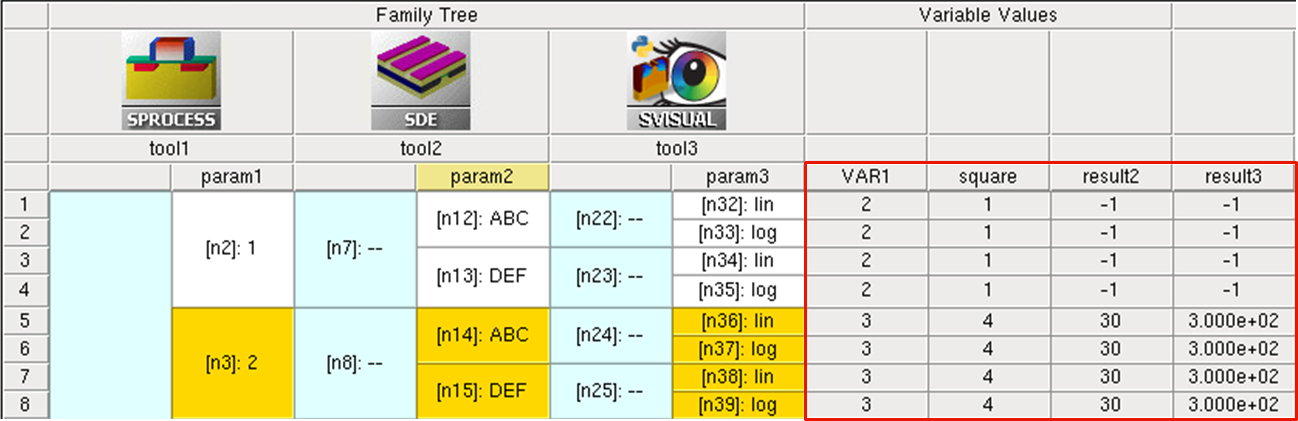 Family Tree Variable Values
SPROCESS SDE SVISUAL
tool1 tool2 tool3
param1 param2 param3 VAR1 square result2 result3
1 [n2]: 1 [n7]: -- [n12]: ABC [n22]: -- [n32]: lin 2 1 -1 -1
2 [n33]: log 2 1 -1 -1
3 [n13]: DEF [n23]: -- [n34]: lin 2 1 -1 -1
4 [n35]: log 2 1 -1 -1
5 [n3]: 2 [n8]: -- [n14]: ABC [n24]: -- [n36]: lin 3 4 30 3.000e+02
6 [n37]: log 3 4 30 3.000e+02
7 [n15]: DEF [n25]: -- [n38]: lin 3 4 30 3.000e+02
8 [n39]: log 3 4 30 3.000e+02